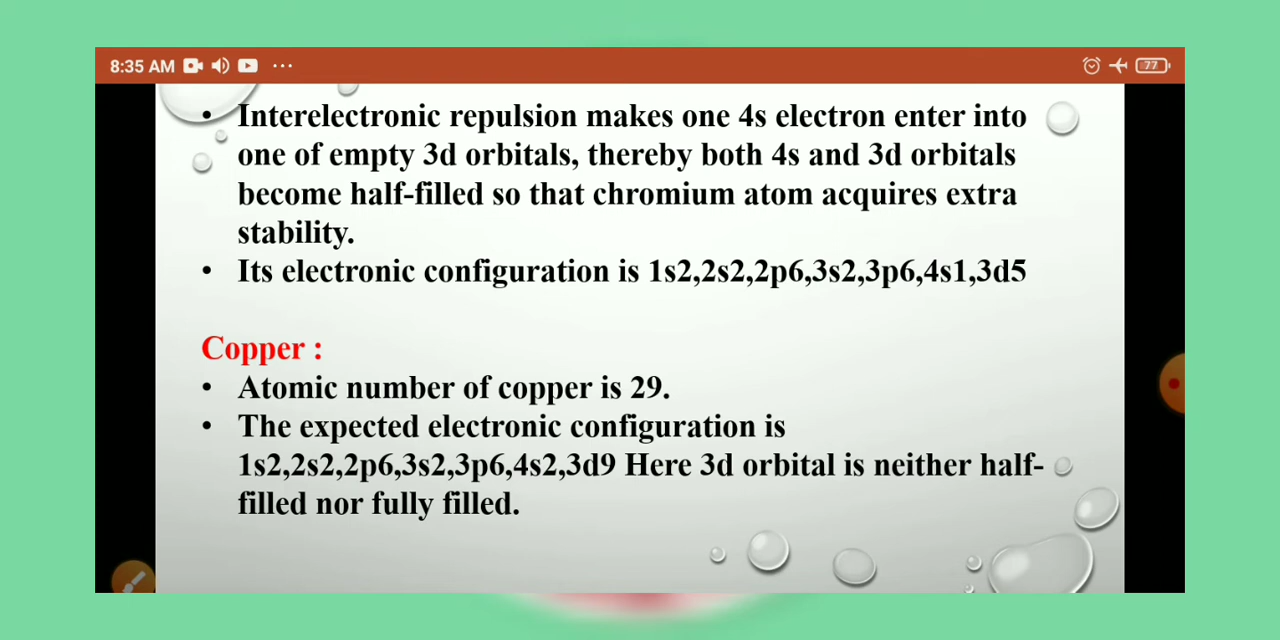 8:35 AM ... 77
• Interelectronic repulsion makes one 4s electron enter into
one of empty 3d orbitals, thereby both 4s and 3d orbitals
become half-filled so that chromium atom acquires extra
stability.
• Its electronic configuration is 1s2,2s2,2p6,3s2,3p6,4s1,3d5
Copper :
• Atomic number of copper is 29.
• The expected electronic configuration is
1s2,2s2,2p6,3s2,3p6,4s2,3d9 Here 3d orbital is neither half-
filled nor fully filled.